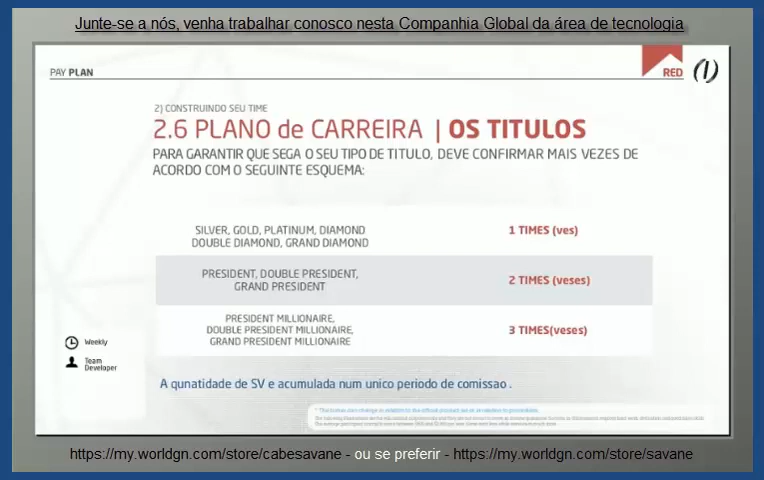 Junte-se a nós, venha trabalhar conosco nesta Companhia Global da área de tecnologia
PAY PLAN
RED
2) CONSTRUINDO SEU TIME
2.6 PLANO de CARREIRA | OS TITULOS
PARA GARANTIR QUE SEGA O SEU TIPO DE TITULO, DEVE CONFIRMAR MAIS VEZES DE
ACORDO COM O SEGUINTE ESQUEMA:
SILVER, GOLD, PLATINUM, DIAMOND
DOUBLE DIAMOND, GRAND DIAMOND
1 TIMES (ves)
PRESIDENT, DOUBLE PRESIDENT,
GRAND PRESIDENT
2 TIMES (veses)
PRESIDENT MILLIONAIRE,
DOUBLE PRESIDENT MILLIONAIRE,
GRAND PRESIDENT MILLIONAIRE
3 TIMES(veses)
Weekly
Team
Developer
A qunatidade de SV e acumulada num unico periodo de comissao .
https://my.worldgn.com/store/cabesavane - ou se preferir - https://my.worldgn.com/store/savane